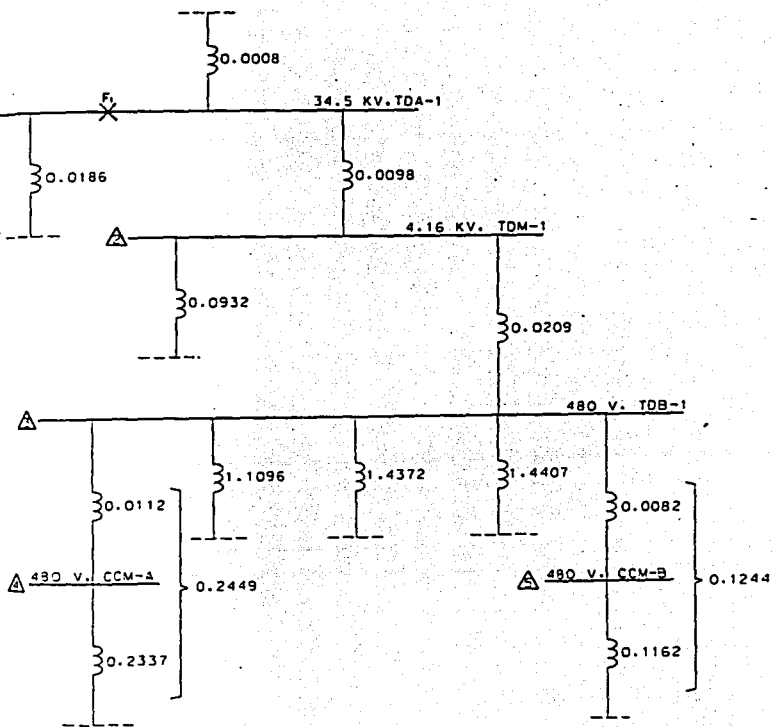 0.0008
F₁
34.5 KV. TDA-1
0.0186
0.0098
2
4.16 KV. TDM-1
0.0932
0.0209
480 V. TDB-1
1.1096
1.4372
1.4407
0.0112
0.0082
4
480 V. CCM-A
0.2449
5
480 V. CCM-B
0.1244
0.2337
0.1162